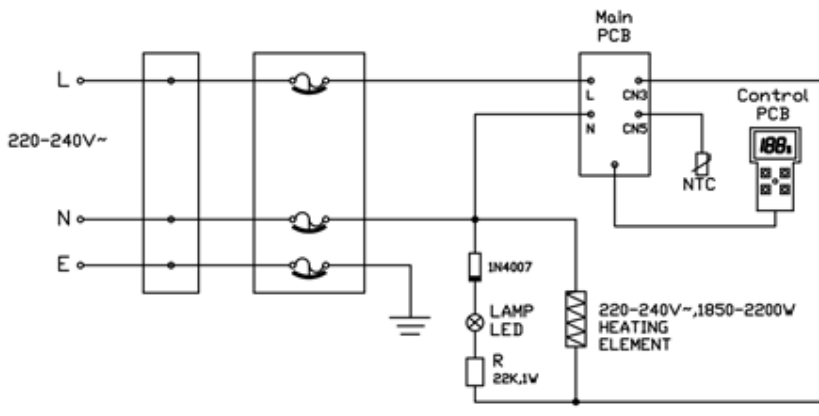 Main
PCB
L
L
CN3
Control
PCB
220-240V~
N
CN5
188s
NTC
N
E
1N4007
LAMP
LED
220-240V~,1850-2200W
HEATING
ELEMENT
R
22K,1W